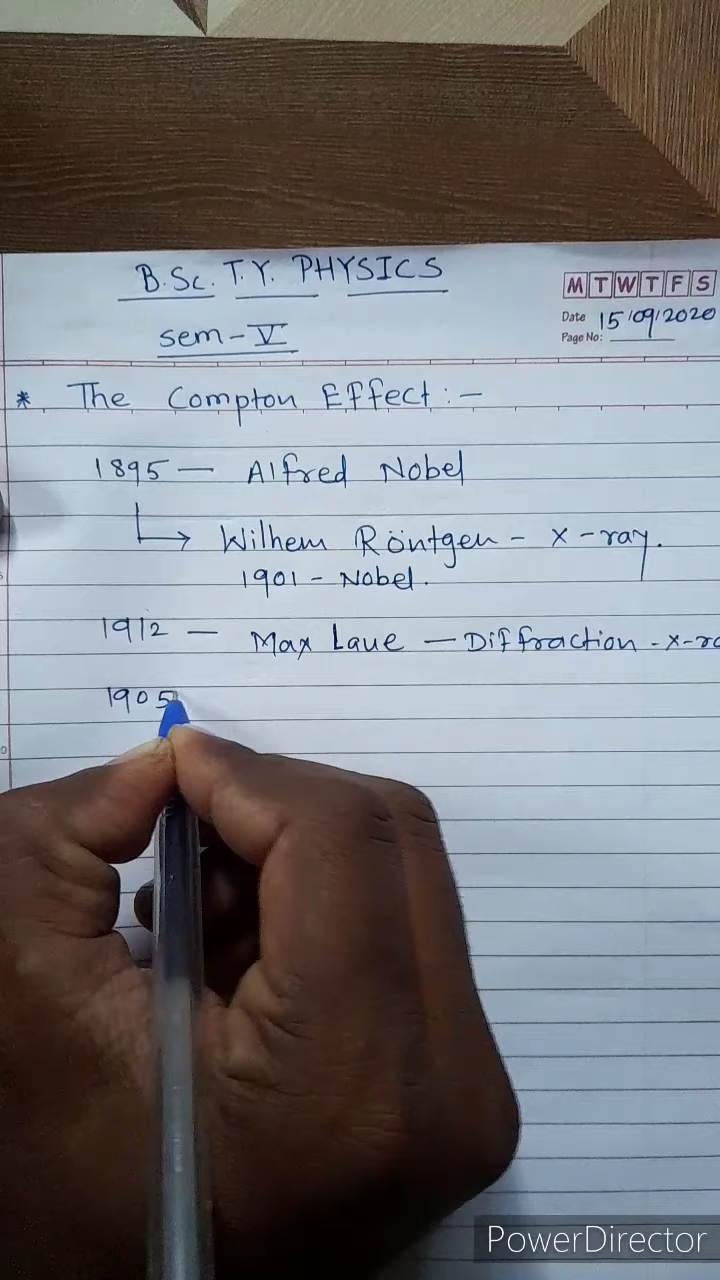 B.Sc. T.Y. PHYSICS
M T W T F S
Date 15/09/2020
Page No:
Sem - V
* The Compton Effect :-
1895 — Alfred Nobel
Wilhem Röntgen - X-ray.
1901 - Nobel.
1912 — Max Laue — Diffraction - x-ra
1905
PowerDirector